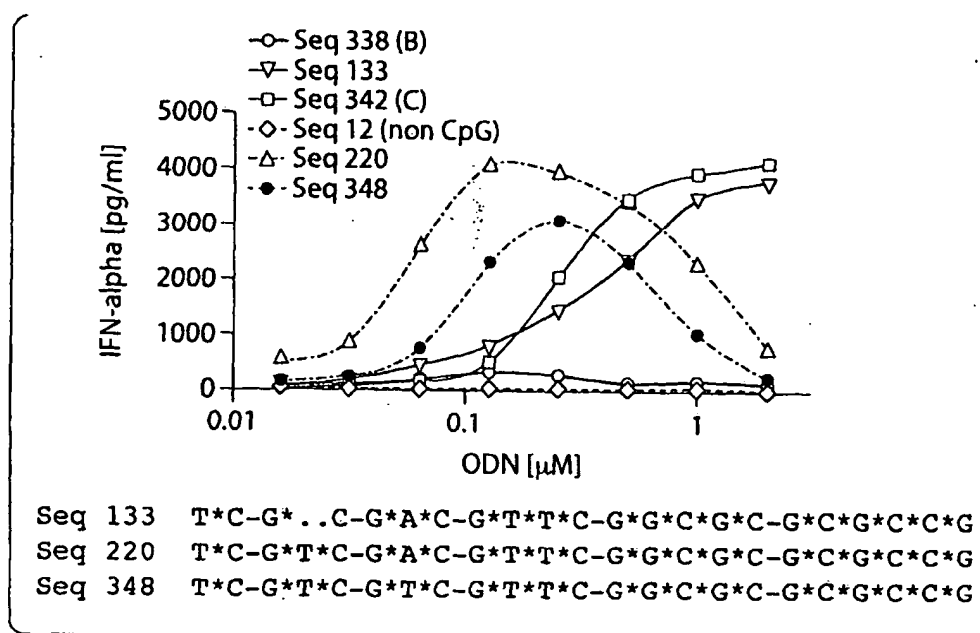 Seq 338 (B)
Seq 133
Seq 342 (C)
Seq 12 (non CpG)
Seq 220
Seq 348
5000
4000
3000
2000
1000
0
IFN-alpha [pg/ml]
0.01
0.1
1
ODN [µM]
Seq 133 T*C-G*..C-G*A*C-G*T*T*C-G*G*C*G*C-G*C*G*C*C*G
Seq 220 T*C-G*T*C-G*A*C-G*T*T*C-G*G*C*G*C-G*C*G*C*C*G
Seq 348 T*C-G*T*C-G*T*C-G*T*T*C-G*G*C*G*C-G*C*G*C*C*G